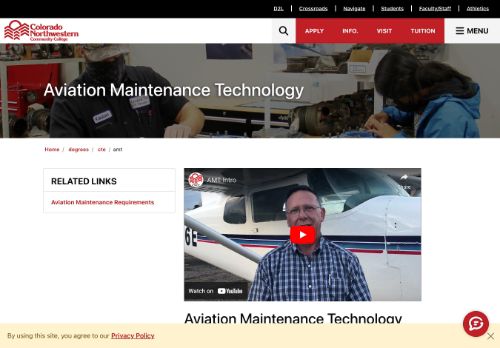 D2L
Crossroads
Navigate
Students
Faculty/Staff
Athletics
Colorado
Northwestern
Community College
APPLY
INFO.
VISIT
TUITION
MENU
Aviation Maintenance Technology
Home / degrees / cte / amt
RELATED LINKS
Aviation Maintenance Requirements
AMT Intro
Share
6E
Watch on YouTube
Aviation Maintenance Technology
By using this site, you agree to our Privacy Policy